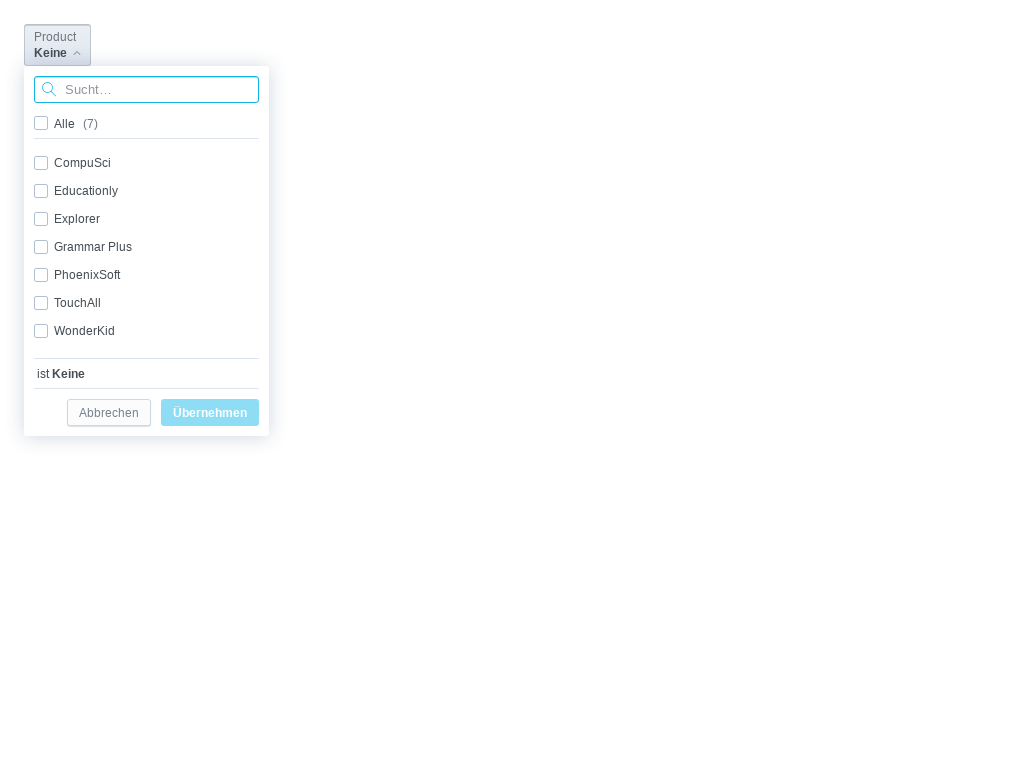 Product
Keine
Sucht...
Alle (7)
CompuSci
Educationly
Explorer
Grammar Plus
PhoenixSoft
TouchAll
WonderKid
ist Keine
Abbrechen Übernehmen